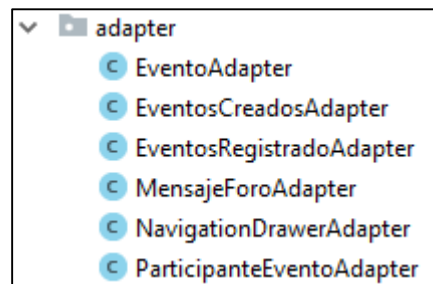 adapter
EventoAdapter
EventosCreadosAdapter
EventosRegistradoAdapter
MensajeForoAdapter
NavigationDrawerAdapter
ParticipanteEventoAdapter